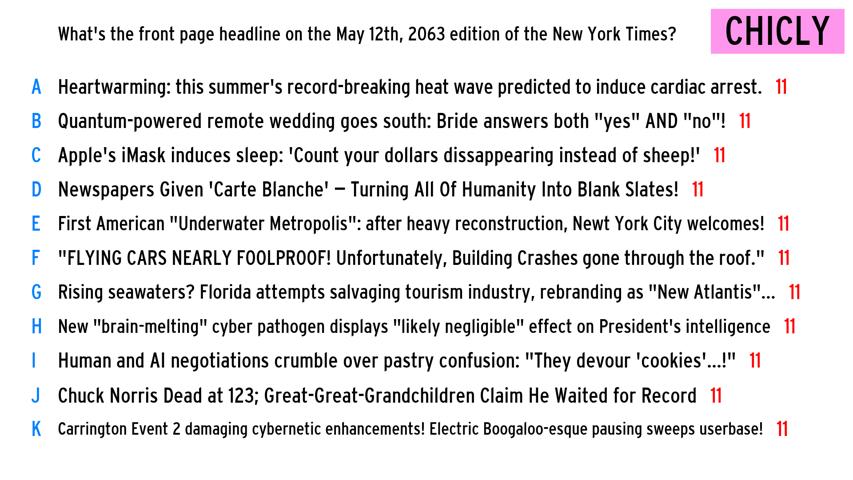 What's the front page headline on the May 12th, 2063 edition of the New York Times?
CHICLY
A Heartwarming: this summer's record-breaking heat wave predicted to induce cardiac arrest. 11
B Quantum-powered remote wedding goes south: Bride answers both "yes" AND "no"! 11
C Apple's iMask induces sleep: 'Count your dollars dissappearing instead of sheep!' 11
D Newspapers Given 'Carte Blanche' – Turning All Of Humanity Into Blank Slates! 11
E First American "Underwater Metropolis": after heavy reconstruction, Newt York City welcomes! 11
F "FLYING CARS NEARLY FOOLPROOF! Unfortunately, Building Crashes gone through the roof." 11
G Rising seawaters? Florida attempts salvaging tourism industry, rebranding as "New Atlantis"... 11
H New "brain-melting" cyber pathogen displays "likely negligible" effect on President's intelligence 11
I Human and AI negotiations crumble over pastry confusion: "They devour 'cookies'...!" 11
J Chuck Norris Dead at 123; Great-Great-Grandchildren Claim He Waited for Record 11
K Carrington Event 2 damaging cybernetic enhancements! Electric Boogaloo-esque pausing sweeps userbase! 11